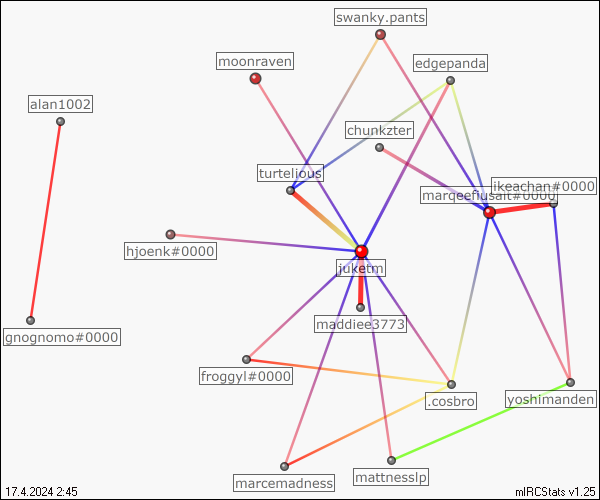 swanky.pants
moonraven
edgepanda
alan1002
chunkzter
turtelious
ikeachan#0000
marqeefiusait#0000
hjoenk#0000
juketm
gnognomo#0000
maddiee3773
froggyl#0000
.cosbro
yoshimanden
marcemadness
mattnesslp
17.4.2024 2:45
mIRCStats v1.25